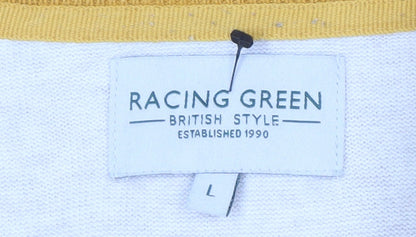 RACING GREEN
BRITISH STYLE
ESTABLISHED 1990
L